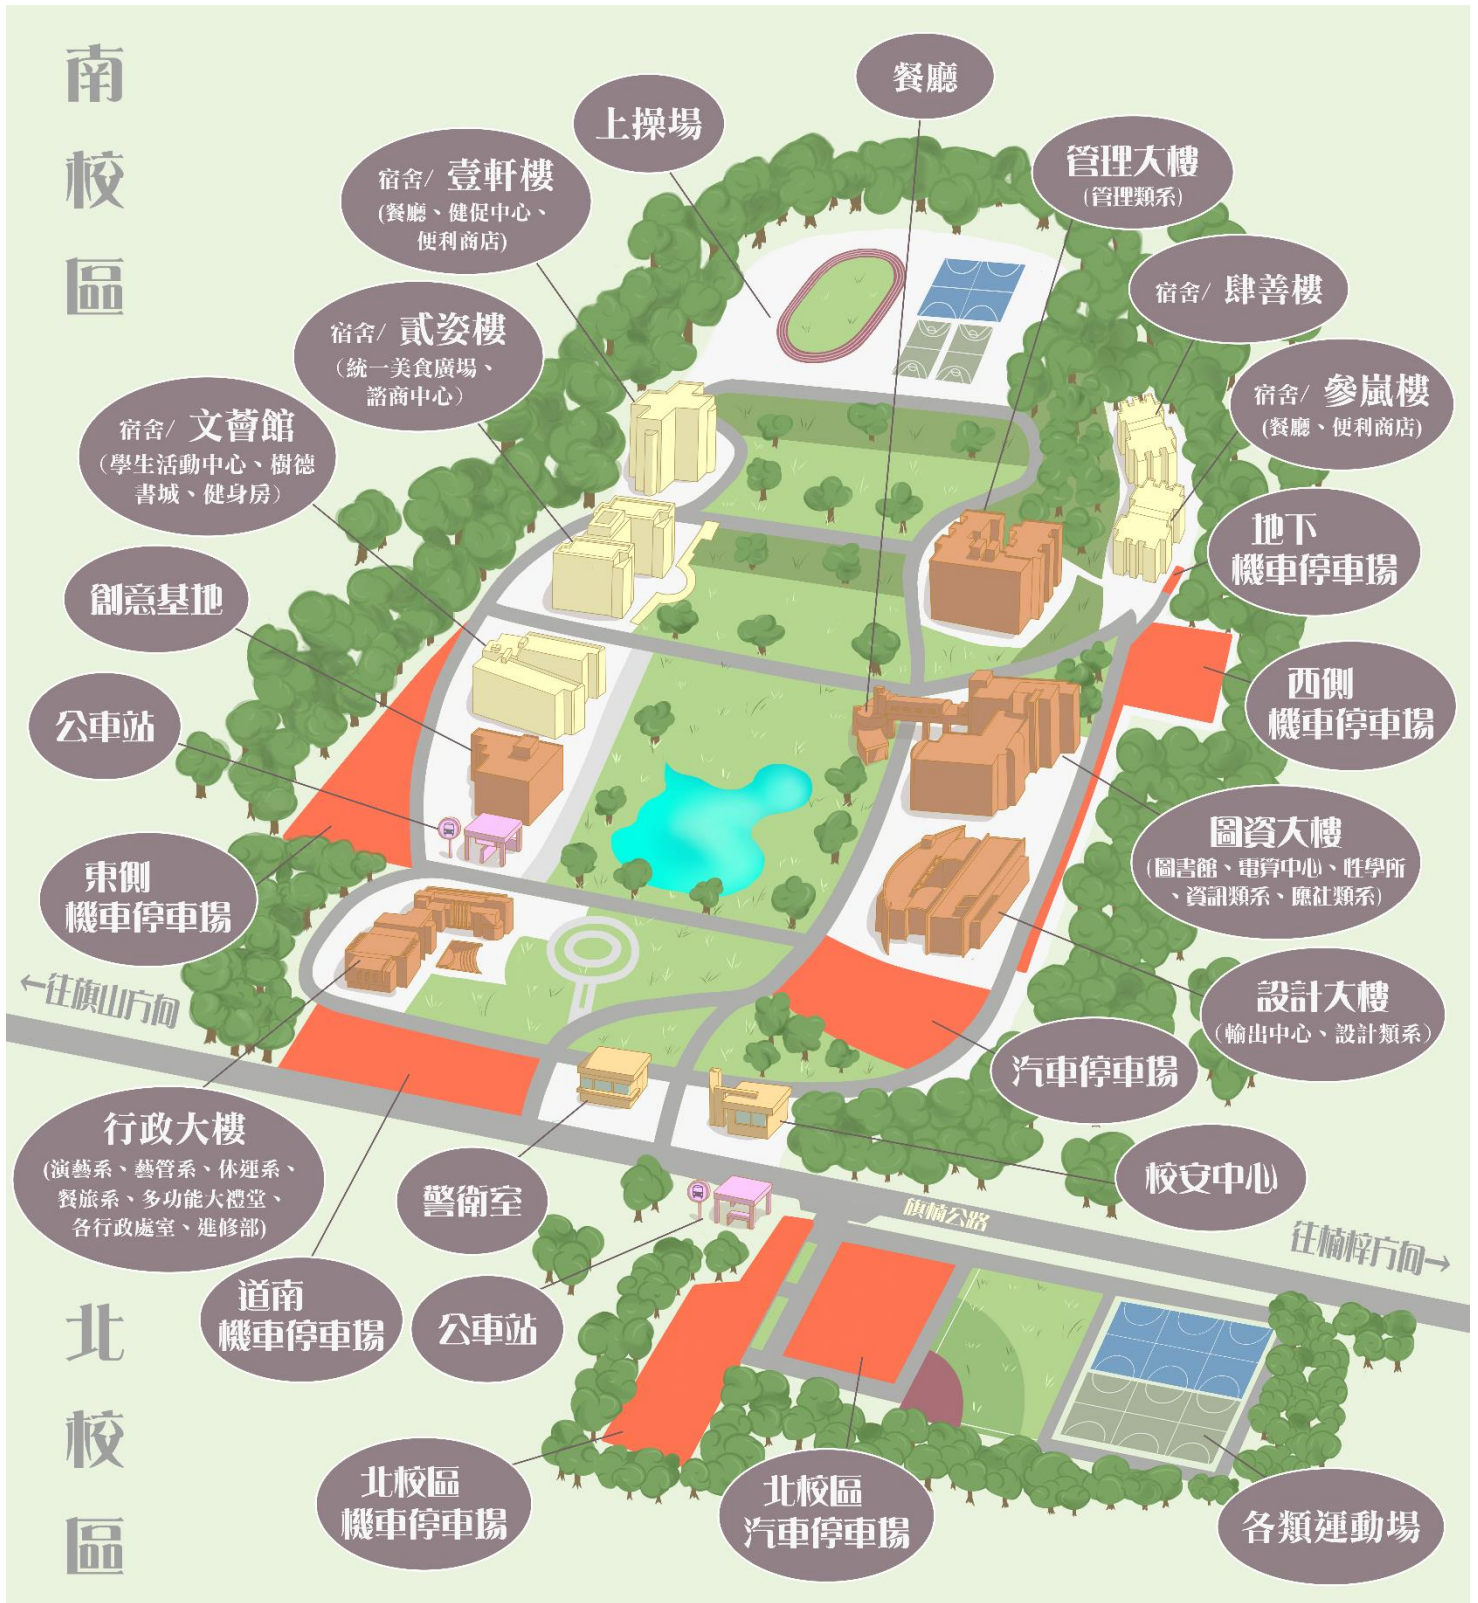 南
校
區
餐廳
上操場
管理大樓
(管理類系)
宿舍/ 壹軒樓
(餐廳、健促中心、
便利商店)
宿舍/ 肆善樓
宿舍/ 貳姿樓
(統一美食廣場、
諮商中心)
宿舍/ 參嵐樓
(餐廳、便利商店)
宿舍/ 文薈館
(學生活動中心、樹德
書城、健身房)
地下
機車停車場
創意基地
西側
機車停車場
公車站
圖資大樓
(圖書館、電算中心、性學所
、資訊類系、應社類系)
東側
機車停車場
設計大樓
(輸出中心、設計類系)
←往旗山方向
汽車停車場
行政大樓
(演藝系、藝管系、休運系、
餐旅系、多功能大禮堂、
各行政處室、進修部)
警衛室
校安中心
旗楠公路
往楠梓方向→
道南
機車停車場
公車站
北
校
區
北校區
機車停車場
北校區
汽車停車場
各類運動場